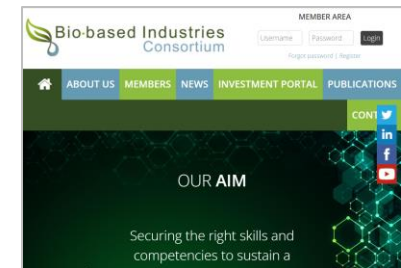 MEMBER AREA
Bio-based Industries
Consortium
Username Password Login
Forgot password | Register
ABOUT US MEMBERS NEWS INVESTMENT PORTAL PUBLICATIONS
CONT
in
f
OUR AIM
Securing the right skills and
competencies to sustain a